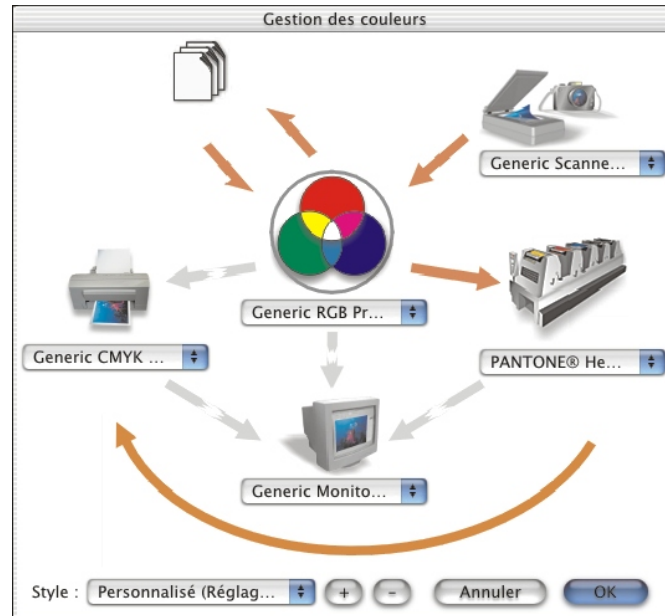 Gestion des couleurs
Generic Scanne...
Generic RGB Pr...
Generic CMYK ...
PANTONE® He...
Generic Monito...
Style : Personnalisé (Réglag... + - Annuler OK